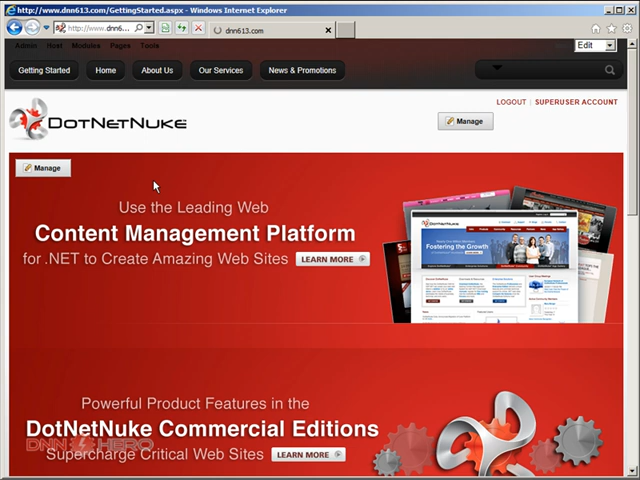 http://www.dnn613.com/GettingStarted.aspx - Windows Internet Explorer
http://www.dnn6
dnn613.com
Admin Host Modules Pages Tools
Edit
Getting Started Home About Us Our Services News & Promotions
LOGOUT | SUPERUSER ACCOUNT
DOTNETNUKE
Manage
Manage
Use the Leading Web
Content Management Platform
for .NET to Create Amazing Web Sites LEARN MORE
Fostering the Growth
Powerful Product Features in the
DotNetNuke Commercial Editions
Supercharge Critical Web Sites LEARN MORE
DNN HERO